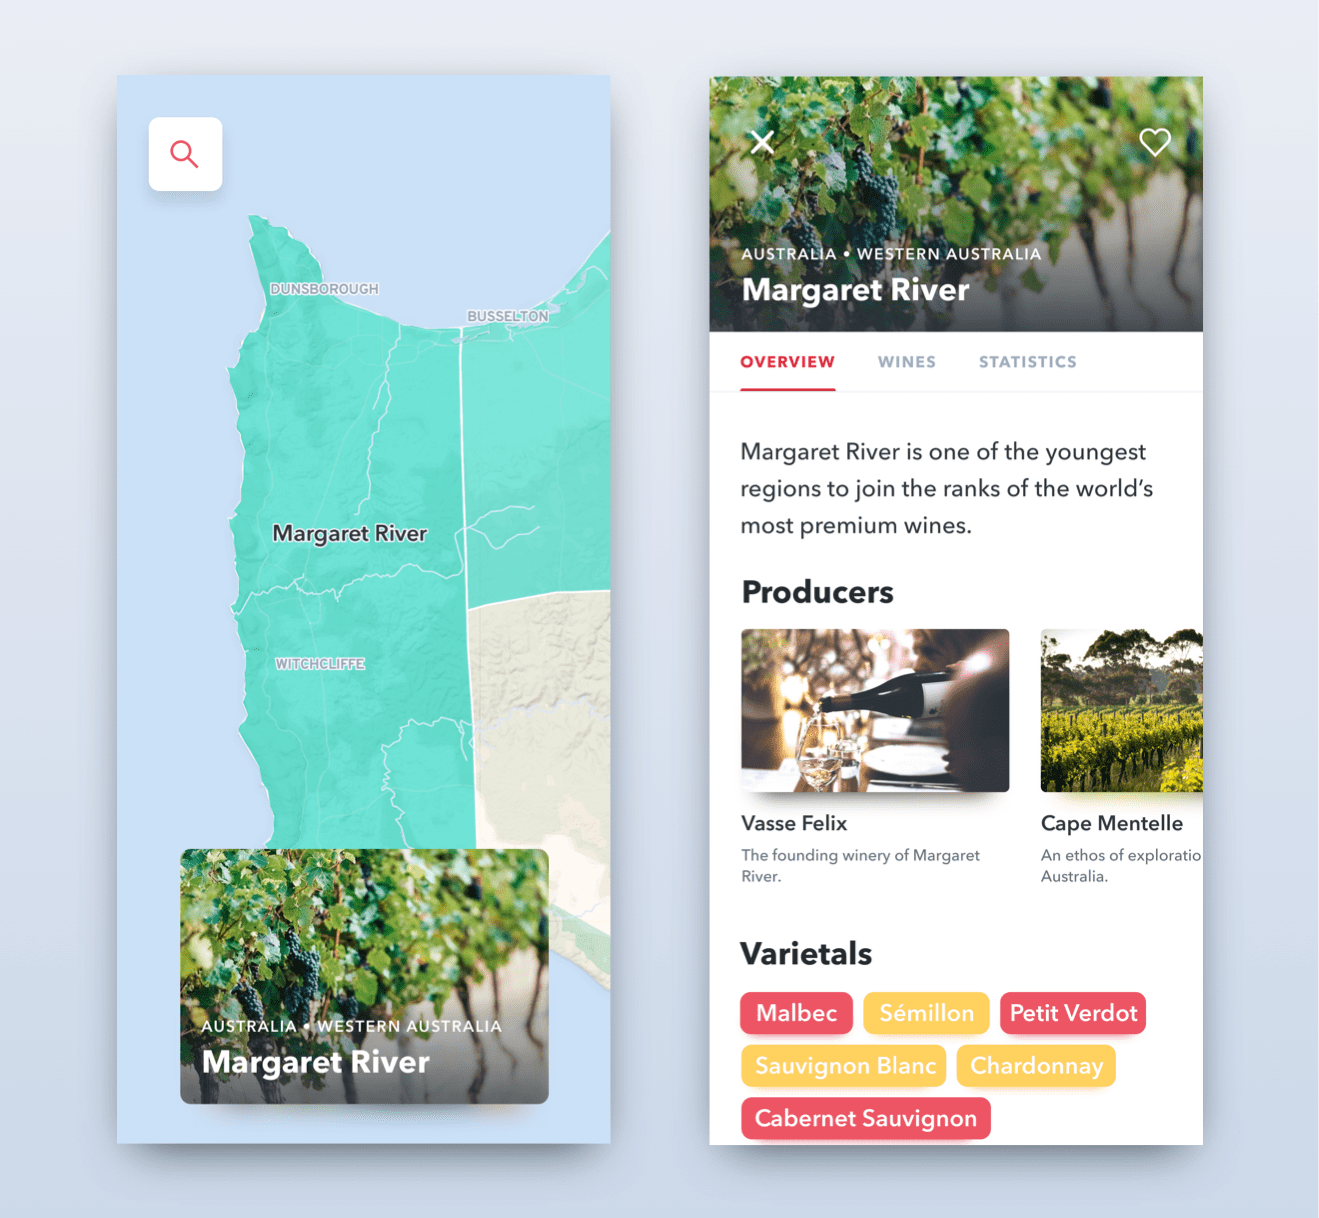 DUNSBOROUGH
BUSSELTON
Margaret River
WITCHCLIFFE
AUSTRALIA • WESTERN AUSTRALIA
Margaret River
AUSTRALIA • WESTERN AUSTRALIA
Margaret River
OVERVIEW WINES STATISTICS
Margaret River is one of the youngest
regions to join the ranks of the world’s
most premium wines.
Producers
Vasse Felix
The founding winery of Margaret
River.
Cape Mentelle
An ethos of exploratio
Australia.
Varietals
Malbec Sémillon Petit Verdot
Sauvignon Blanc Chardonnay
Cabernet Sauvignon